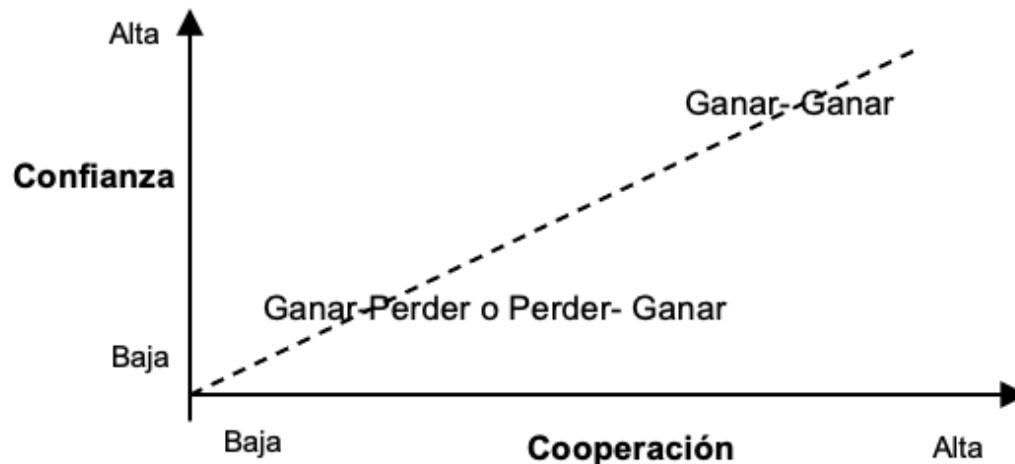 Alta
Ganar- Ganar
Confianza
Ganar-Perder o Perder- Ganar
Baja
Baja
Cooperación
Alta